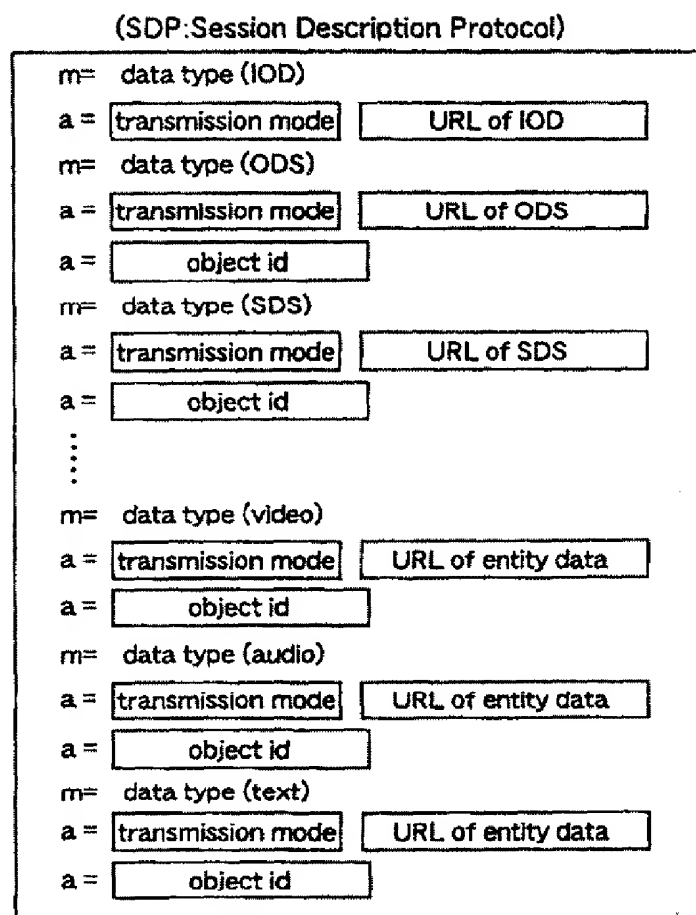 (SDP:Session Description Protocol)
m= data type (IOD)
a = transmission mode URL of IOD
m= data type (ODS)
a = transmission mode URL of ODS
a = object id
m= data type (SDS)
a = transmission mode URL of SDS
a = object id
m= data type (video)
a = transmission mode URL of entity data
a = object id
m= data type (audio)
a = transmission mode URL of entity data
a = object id
m= data type (text)
a = transmission mode URL of entity data
a = object id